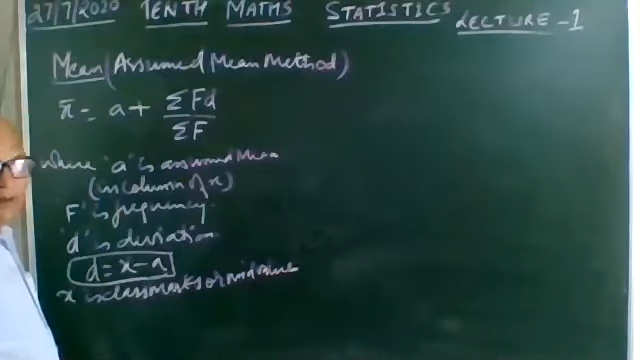 27/7/2020 TENTH MATHS STATISTICS LECTURE-1
Mean (Assumed Mean Method)
x̄ = a + ΣFd
ΣF
where 'a' is assumed Mean
(in column of x)
F is frequency
'd' is deviation
d = x - a
x is class marks or mid value